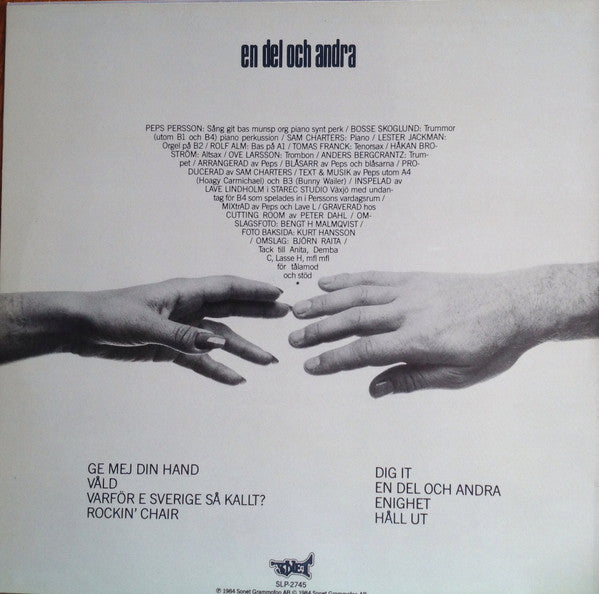 en del och andra
PEPS PERSSON: Sång git bas munsp org piano synt perk / BOSSE SKOGLUND: Trummor
(utom B1 och B4) piano perkussion / SAM CHARTERS: Piano / LESTER JACKMAN:
Orgel på B2 / ROLF ALM: Bas på A1 / TOMAS FRANCK: Tenorsax / HÅKAN BRO-
STRÖM: Altsax / OVE LARSSON: Trombon / ANDERS BERGCRANTZ: Trum-
pet / ARRANGERAD av Peps / BLÅSARR av Peps och blåsarna / PRO-
DUCERAD av SAM CHARTERS / TEXT & MUSIK av Peps utom A4
(Hoagy Carmichael) och B3 (Bunny Wailer) / INSPELAD av
LAVE LINDHOLM i STAREC STUDIO Växjö med undan-
tag för B4 som spelades in i Perssons vardagsrum /
MIXtrAD av Peps och Lave L / GRAVERAD hos
CUTTING ROOM av PETER DAHL / OM-
SLAGSFOTO: BENGT H MALMQVIST /
FOTO BAKSIDA: KURT HANSSON
/ OMSLAG: BJÖRN RAITA /
Tack till Anita, Demba
C, Lasse H, mfl mfl
för tålamod
och stöd
*
GE MEJ DIN HAND
VÅLD
VARFÖR E SVERIGE SÅ KALLT?
ROCKIN' CHAIR
DIG IT
EN DEL OCH ANDRA
ENIGHET
HÅLL UT
SONET
SLP-2745
℗ 1984 Sonet Grammofon AB © 1984 Sonet Grammofon AB